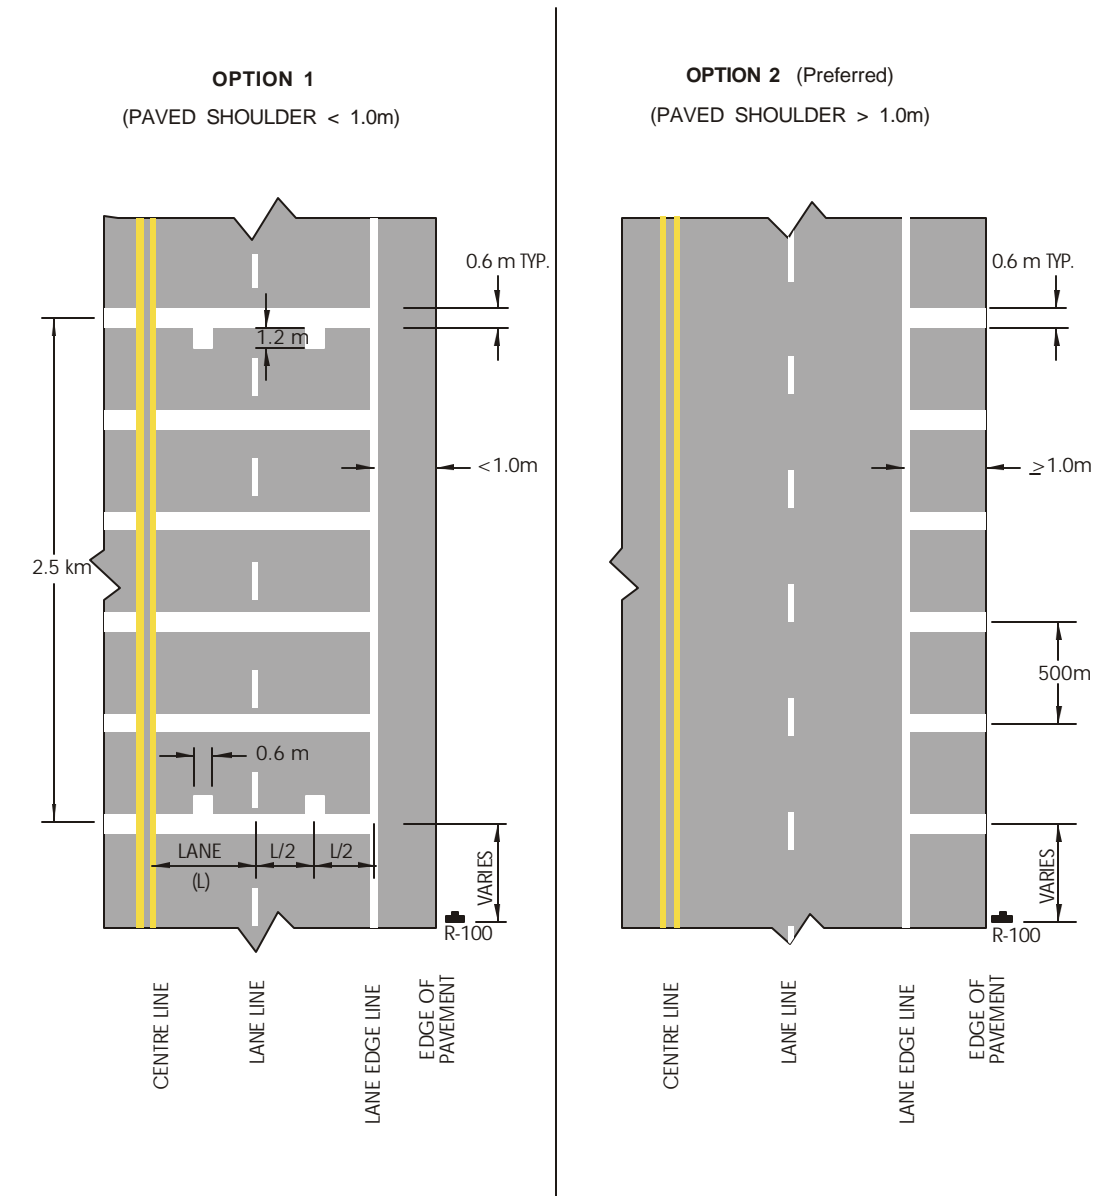 OPTION 1
(PAVED SHOULDER < 1.0m)
0.6 m TYP.
1.2 m
<1.0m
2.5 km
0.6 m
LANE
(L)
L/2
L/2
VARIES
R-100
CENTRE LINE
LANE LINE
LANE EDGE LINE
EDGE OF
PAVEMENT
OPTION 2 (Preferred)
(PAVED SHOULDER > 1.0m)
0.6 m TYP.
≥1.0m
500m
VARIES
R-100
CENTRE LINE
LANE LINE
LANE EDGE LINE
EDGE OF
PAVEMENT